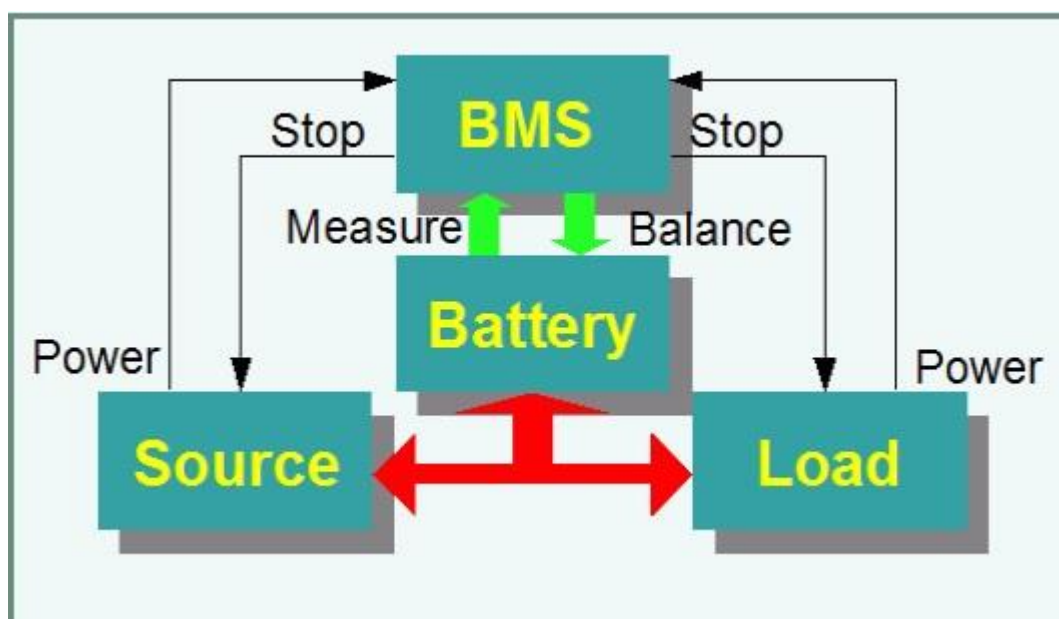 BMS
Stop
Stop
Measure
Balance
Battery
Power
Power
Source
Load